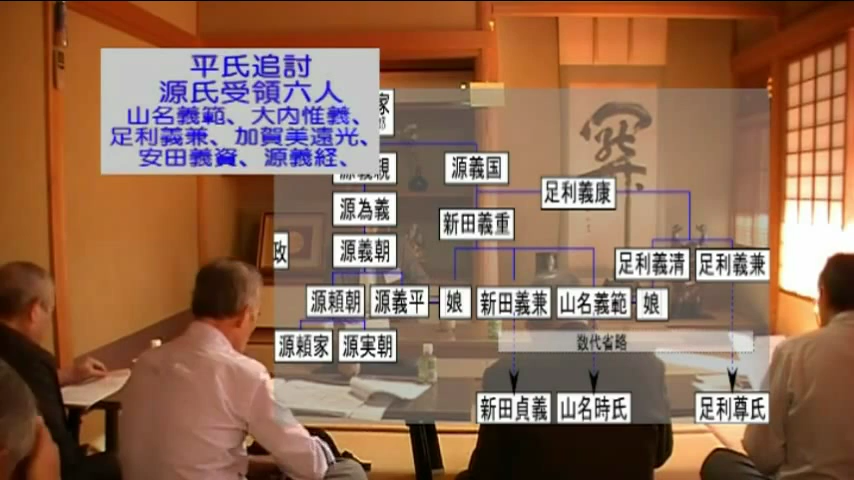 平氏追討
源氏受領六人
山名義範、大内惟義、
足利義兼、加賀美遠光、
安田義資、源義経、
家
源義親
源義国
足利義康
源為義
新田義重
政
源義朝
足利義清
足利義兼
源頼朝
源義平
娘
新田義兼
山名義範
娘
源頼家
源実朝
数代省略
新田貞義
山名時氏
足利尊氏